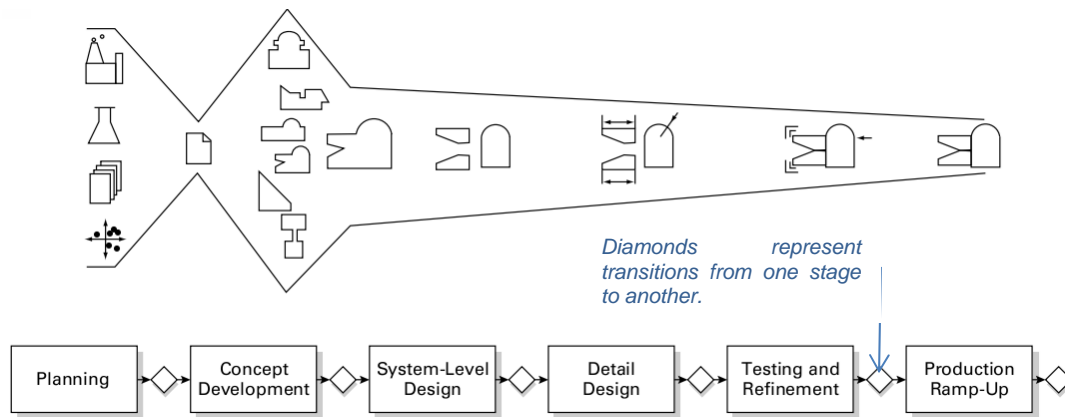 Diamonds represent
transitions from one stage
to another.
Planning
Concept
Development
System-Level
Design
Detail
Design
Testing and
Refinement
Production
Ramp-Up